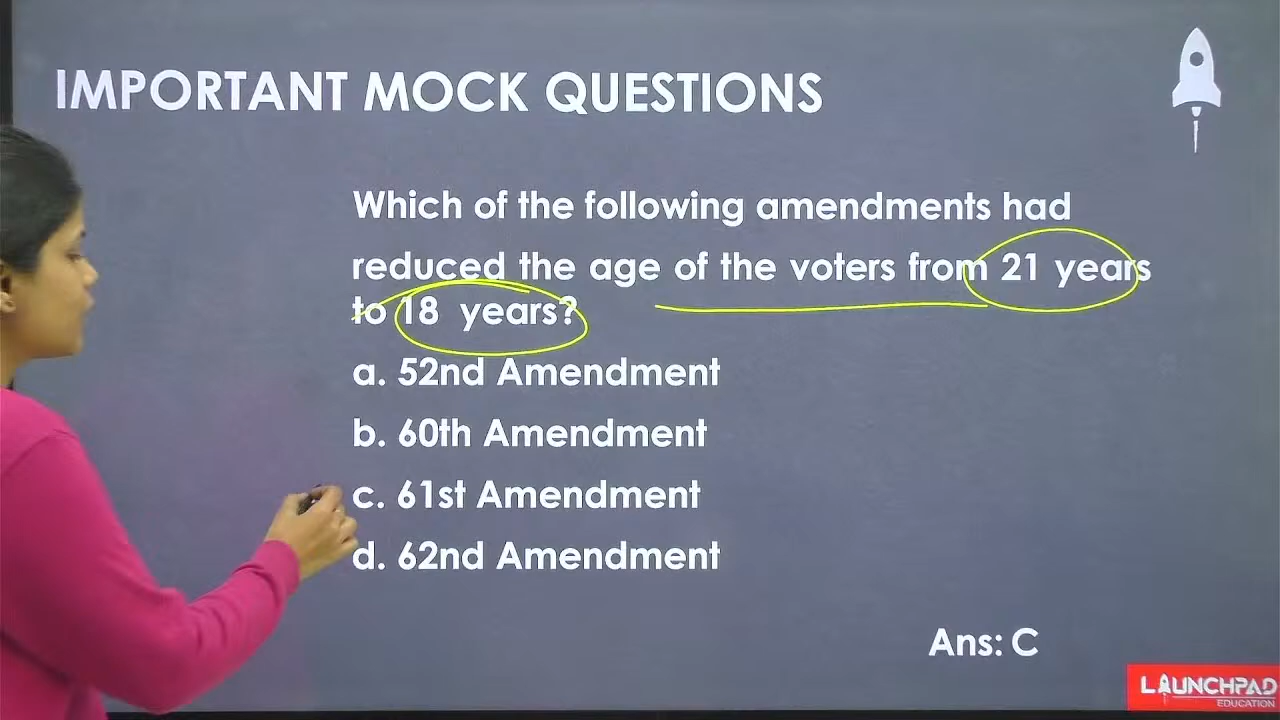 IMPORTANT MOCK QUESTIONS
Which of the following amendments had
reduced the age of the voters from 21 years
to 18 years?
a. 52nd Amendment
b. 60th Amendment
c. 61st Amendment
d. 62nd Amendment
Ans: C
LAUNCHPAD
EDUCATION